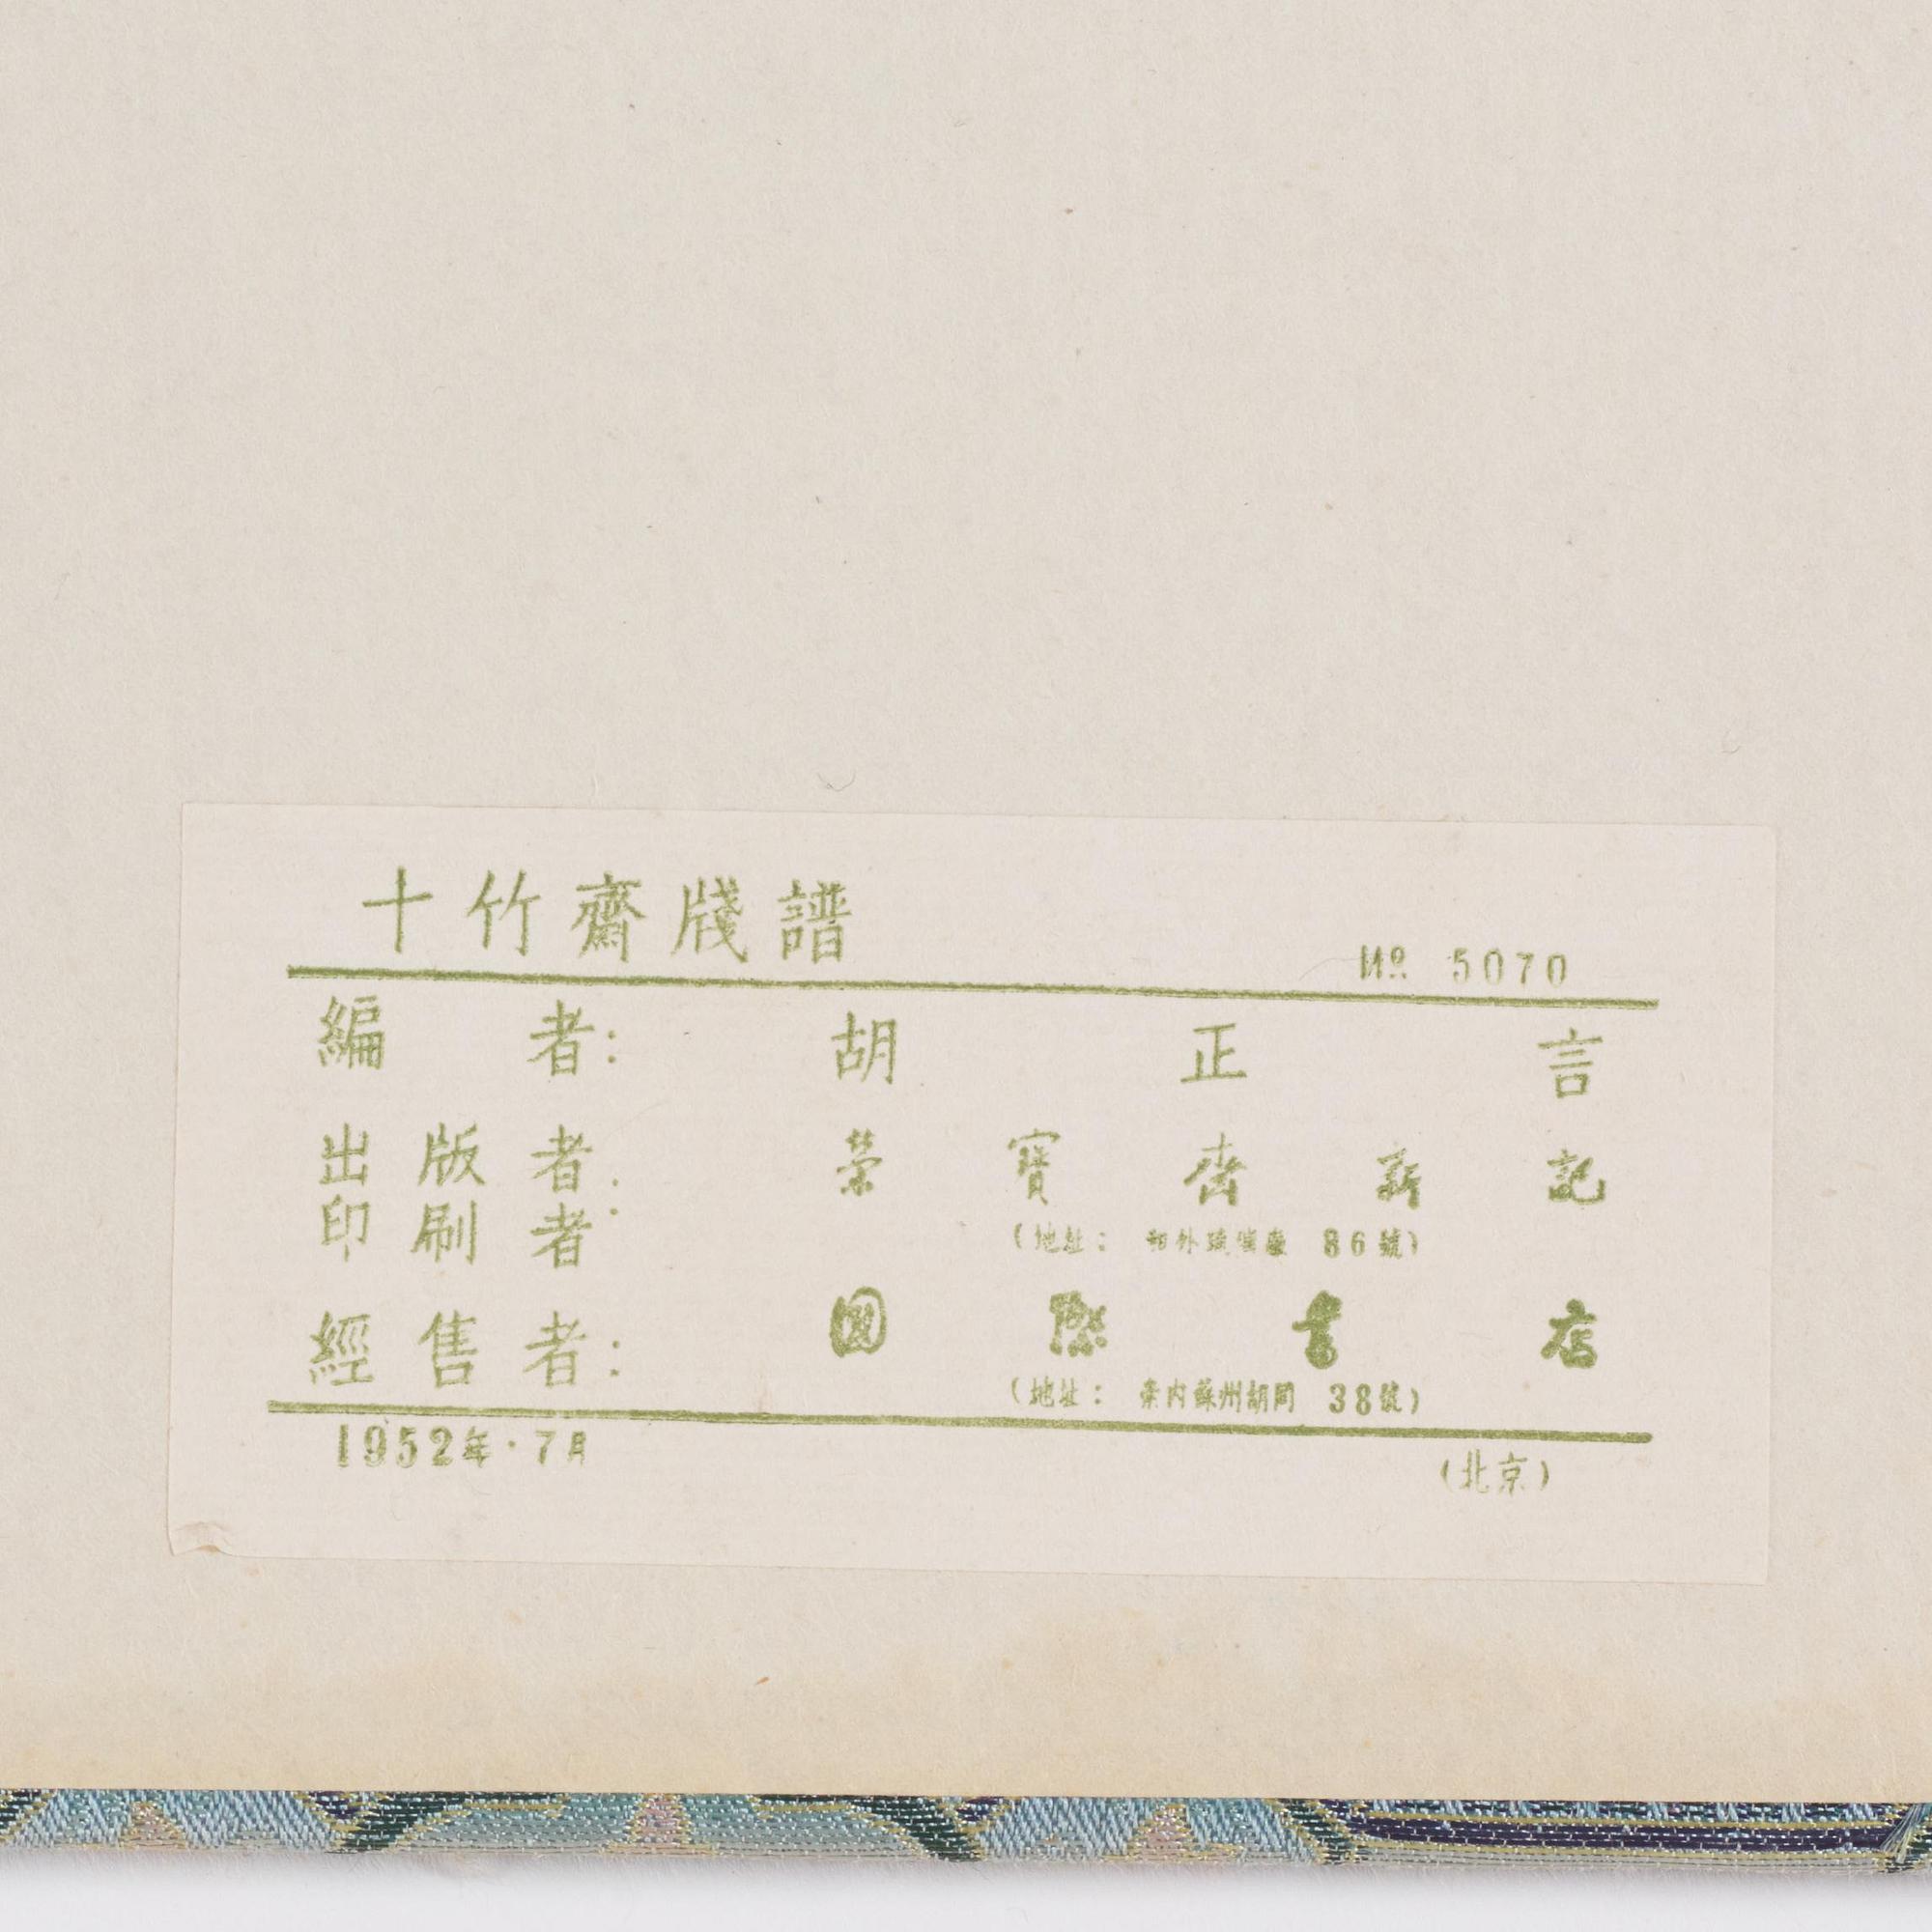 十竹齋牋譜
№ 5070
編者: 胡正言
出版者
印刷者: 榮寶齋新記
(地址: 和外琉璃廠 86號)
經售者: 國際書店
(地址: 崇内蘇州胡同 38號)
1952年·7月
(北京)